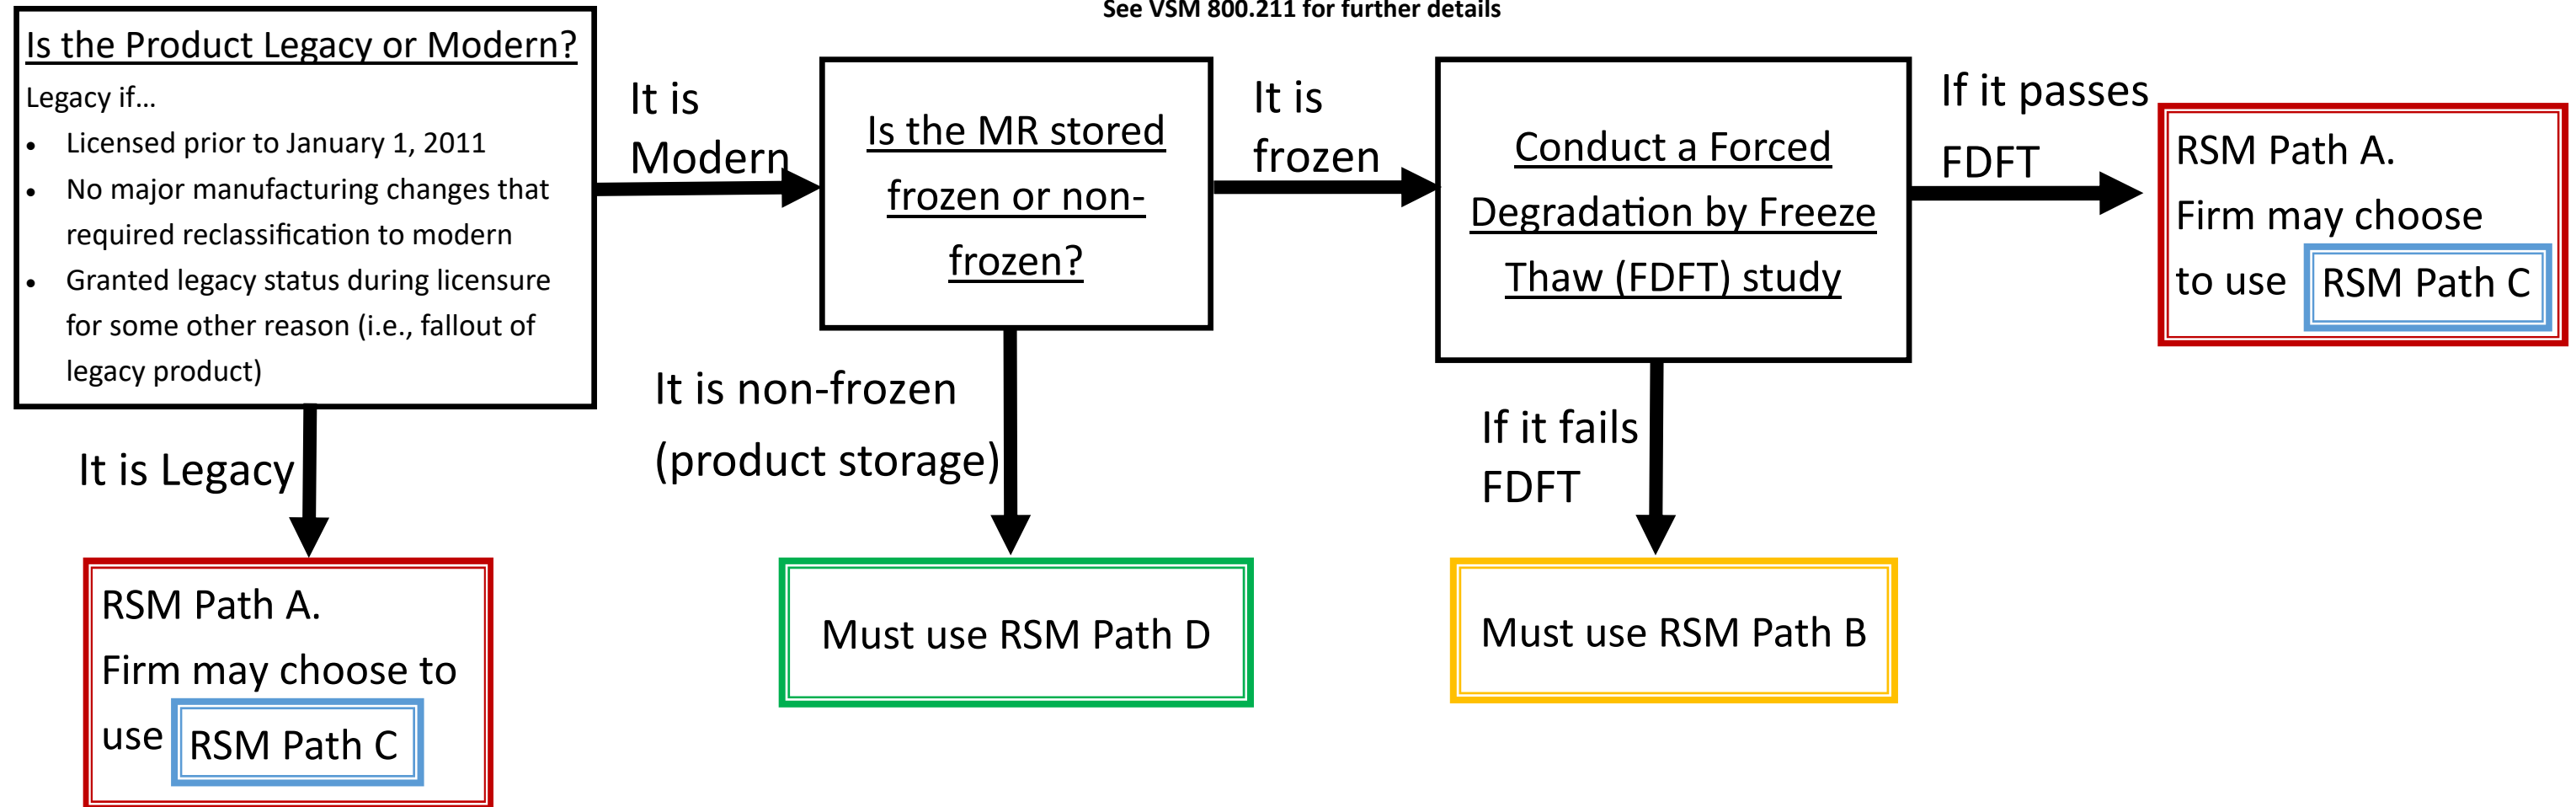 See VSM 800.211 for further details
Is the Product Legacy or Modern?
Legacy if...
• Licensed prior to January 1, 2011
• No major manufacturing changes that
required reclassification to modern
• Granted legacy status during licensure
for some other reason (i.e., fallout of
legacy product)
It is
Modern
Is the MR stored
frozen or non-
frozen?
It is
frozen
Conduct a Forced
Degradation by Freeze
Thaw (FDFT) study
If it passes
FDFT
RSM Path A.
Firm may choose
to use RSM Path C
It is Legacy
It is non-frozen
(product storage)
If it fails
FDFT
RSM Path A.
Firm may choose to
use RSM Path C
Must use RSM Path D
Must use RSM Path B